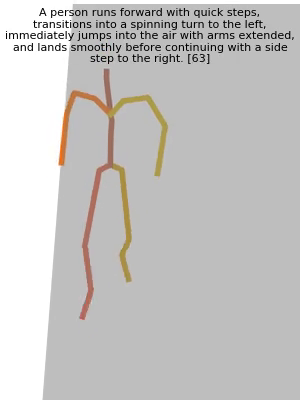 A person runs forward with quick steps,
transitions into a spinning turn to the left,
immediately jumps into the air with arms extended,
and lands smoothly before continuing with a side
step to the right. [63]